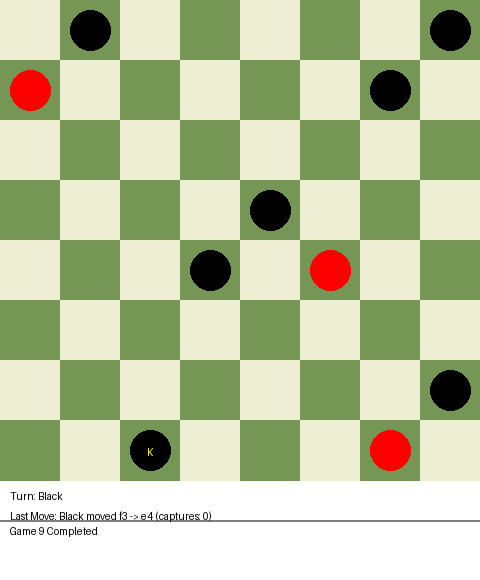 K
Turn: Black
Last Move: Black moved f3 -> e4 (captures: 0)
Game 9 Completed